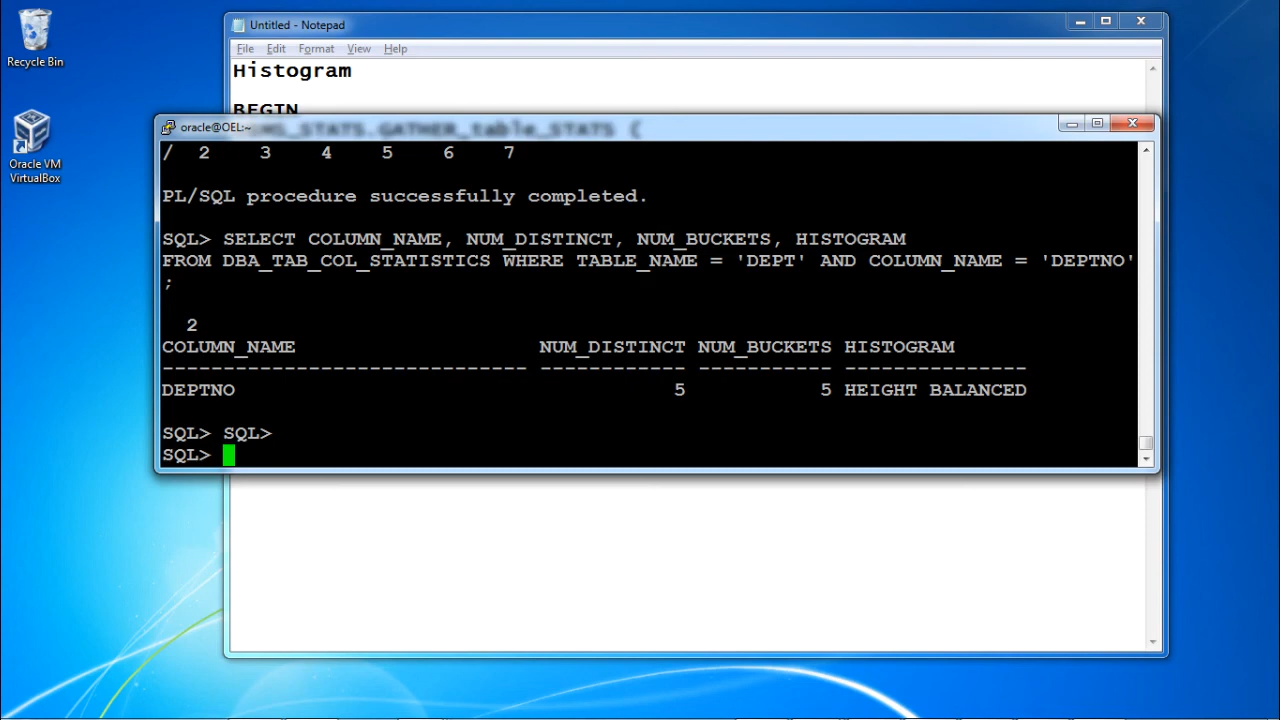 Recycle Bin
Oracle VM
VirtualBox
Untitled - Notepad
File Edit Format View Help
Histogram
BEGIN
DBMS_STATS.GATHER_table_STATS (
oracle@OEL:~
/ 2 3 4 5 6 7
PL/SQL procedure successfully completed.
SQL> SELECT COLUMN_NAME, NUM_DISTINCT, NUM_BUCKETS, HISTOGRAM
FROM DBA_TAB_COL_STATISTICS WHERE TABLE_NAME = 'DEPT' AND COLUMN_NAME = 'DEPTNO'
;
2
COLUMN_NAME NUM_DISTINCT NUM_BUCKETS HISTOGRAM
------------------------------ ------------ ----------- ---------------
DEPTNO 5 5 HEIGHT BALANCED
SQL> SQL>
SQL>